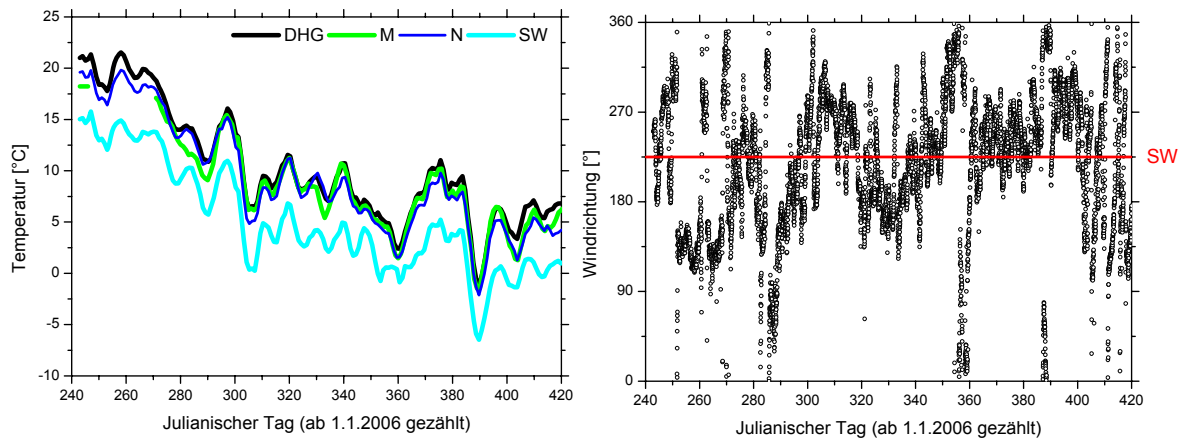 25
20
15
10
5
0
-5
-10
Temperatur [°C]
DHG M N SW
240 260 280 300 320 340 360 380 400 420
Julianischer Tag (ab 1.1.2006 gezählt)
360
270
180
90
0
Windrichtung [°]
SW
240 260 280 300 320 340 360 380 400 420
Julianischer Tag (ab 1.1.2006 gezählt)